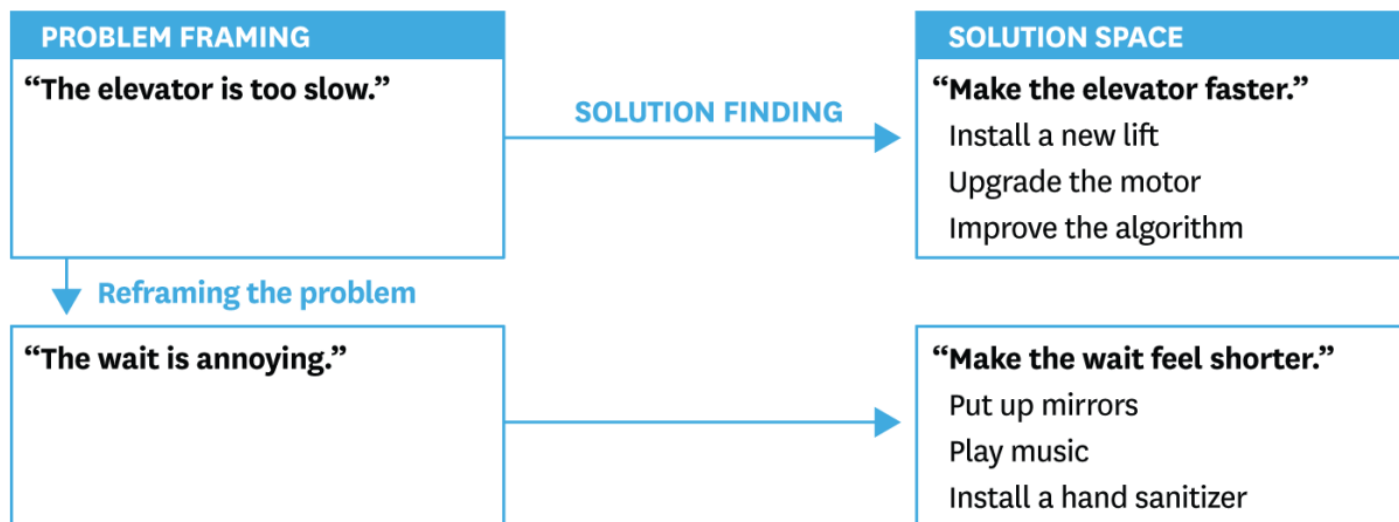 PROBLEM FRAMING
“The elevator is too slow.”
SOLUTION FINDING
SOLUTION SPACE
“Make the elevator faster.”
Install a new lift
Upgrade the motor
Improve the algorithm
Reframing the problem
“The wait is annoying.”
“Make the wait feel shorter.”
Put up mirrors
Play music
Install a hand sanitizer